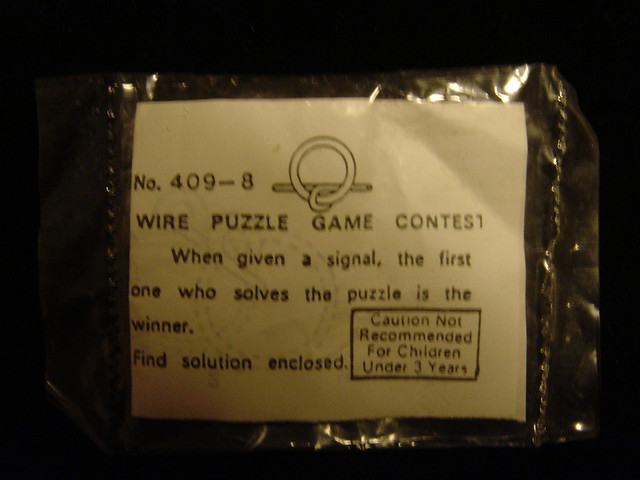 No. 409-8
WIRE PUZZLE GAME CONTEST
When given a signal, the first
one who solves the puzzle is the
winner.
Find solution enclosed.
Caution Not
Recommended
For Children
Under 3 Years